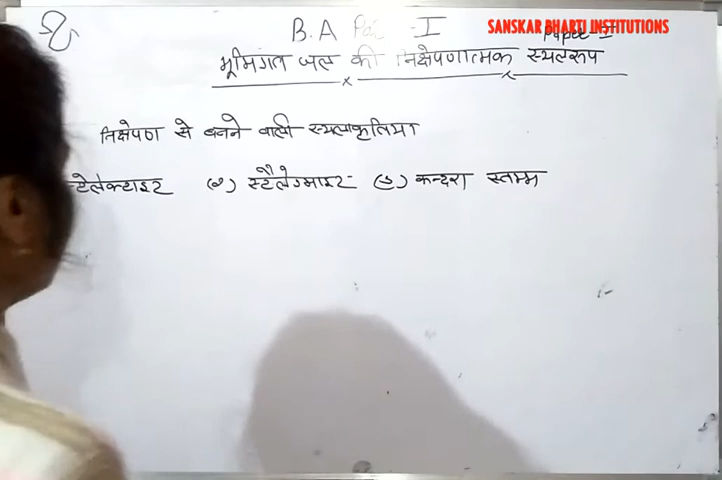 B.A Pae - I
SANSKAR BHARTI INSTITUTIONS
Paper - I
भूमिगत जल की निक्षेपणात्मक स्थलरूप
निक्षेपण से बनने वाली स्थलाकृतिया
टेलेक्टाइट (2) स्टैलेग्माइट (3) कन्दरा स्तम्भ